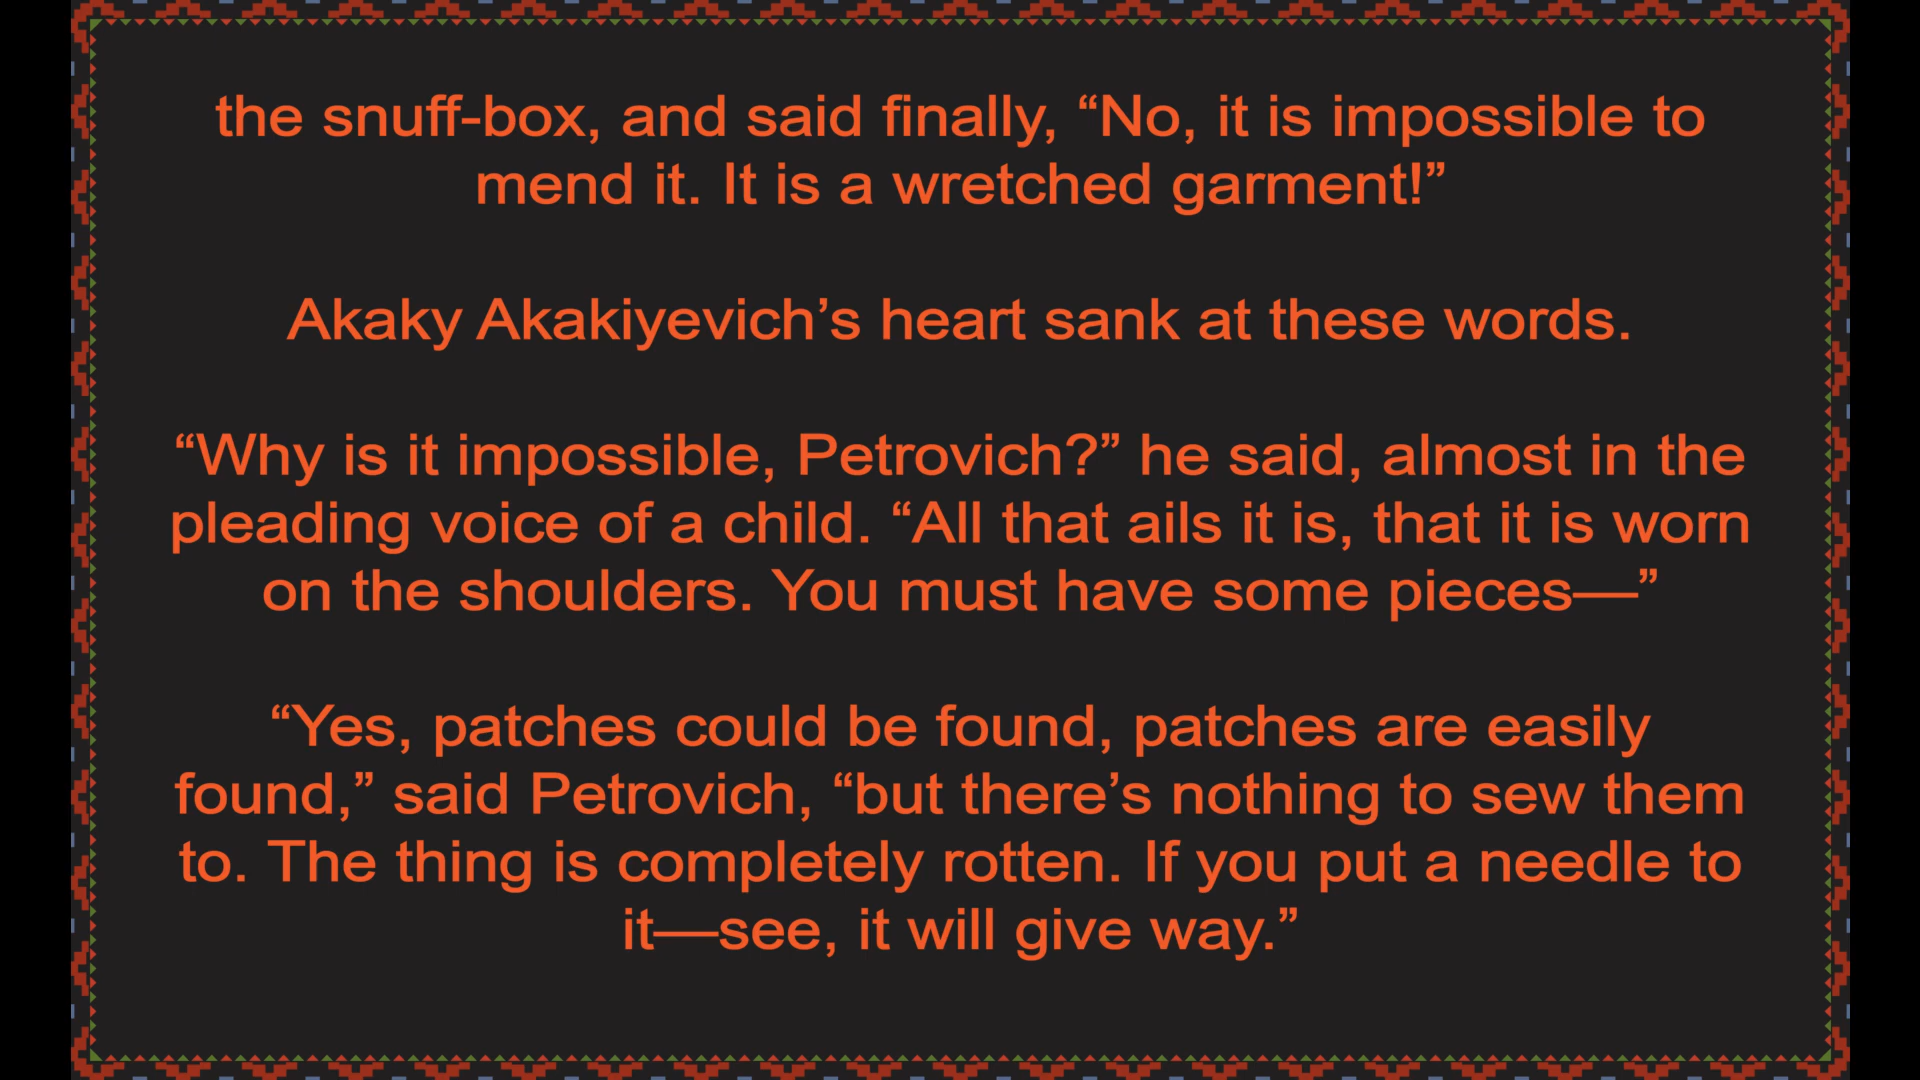 the snuff-box, and said finally, “No, it is impossible to
mend it. It is a wretched garment!”
Akaky Akakiyevich’s heart sank at these words.
“Why is it impossible, Petrovich?” he said, almost in the
pleading voice of a child. “All that ails it is, that it is worn
on the shoulders. You must have some pieces—”
“Yes, patches could be found, patches are easily
found,” said Petrovich, “but there’s nothing to sew them
to. The thing is completely rotten. If you put a needle to
it—see, it will give way.”